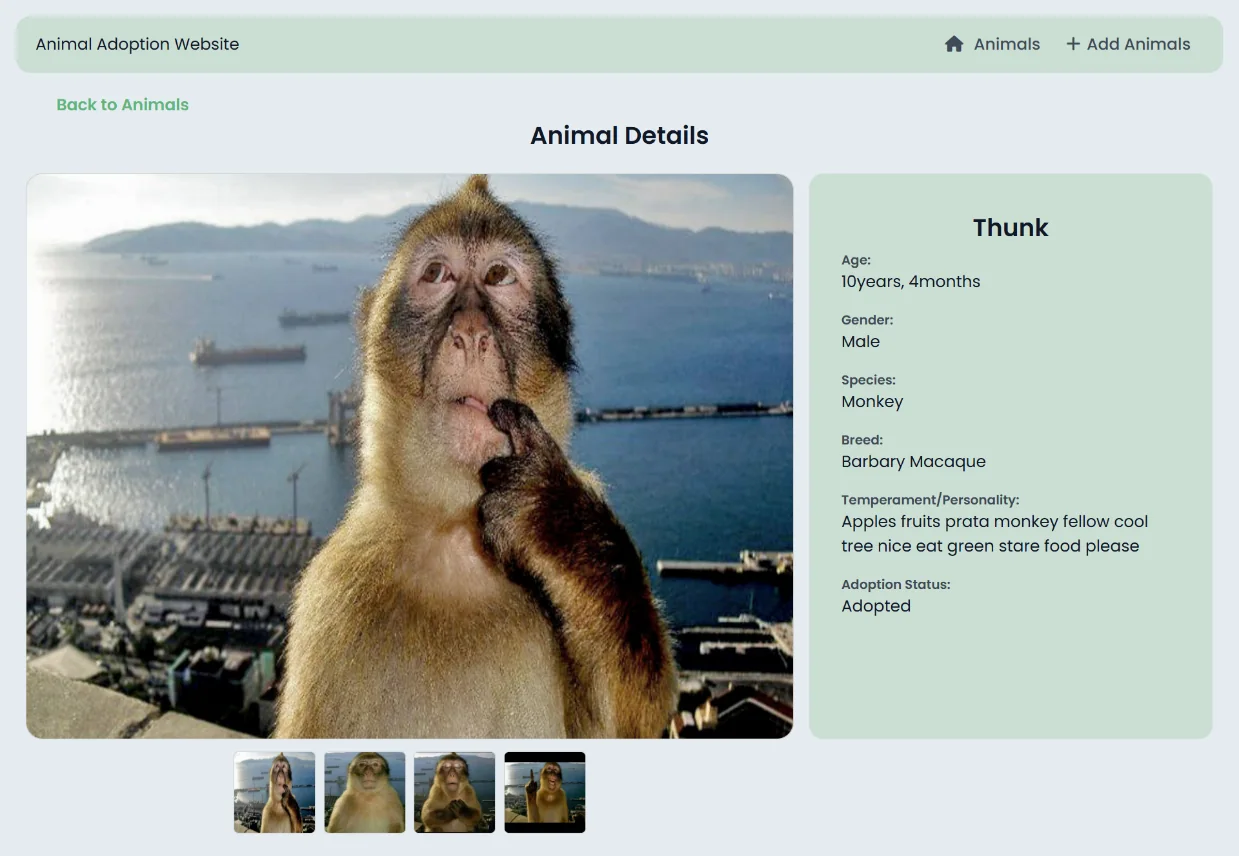 Animal Adoption Website
Animals
Add Animals
Back to Animals
Animal Details
Thunk
Age:
10years, 4months
Gender:
Male
Species:
Monkey
Breed:
Barbary Macaque
Temperament/Personality:
Apples fruits prata monkey fellow cool
tree nice eat green stare food please
Adoption Status:
Adopted